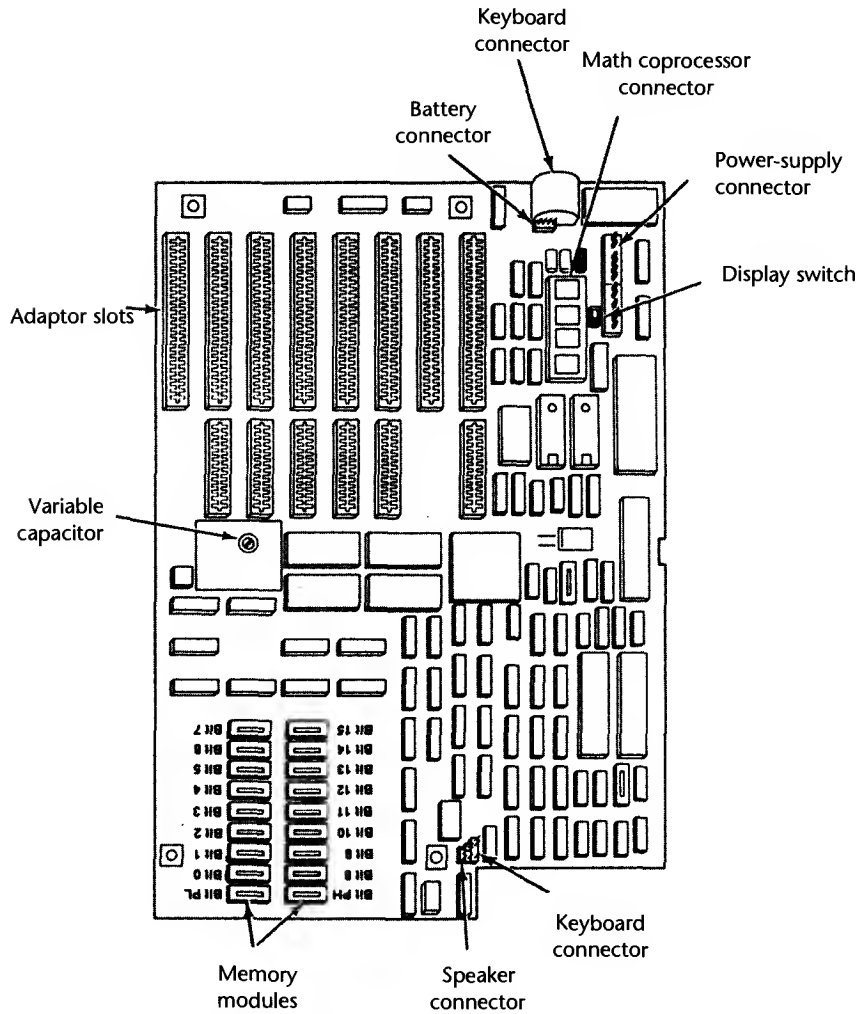 Keyboard
connector
Math coprocessor
connector
Battery
connector
Power-supply
connector
Display switch
Adaptor slots
Variable
capacitor
Bit 7
Bit 15
Bit 6
Bit 14
Bit 5
Bit 13
Bit 4
Bit 12
Bit 3
Bit 11
Bit 2
Bit 10
Bit 1
Bit 9
Bit 0
Bit 8
Bit PL
Bit PH
Keyboard
connector
Memory
modules
Speaker
connector